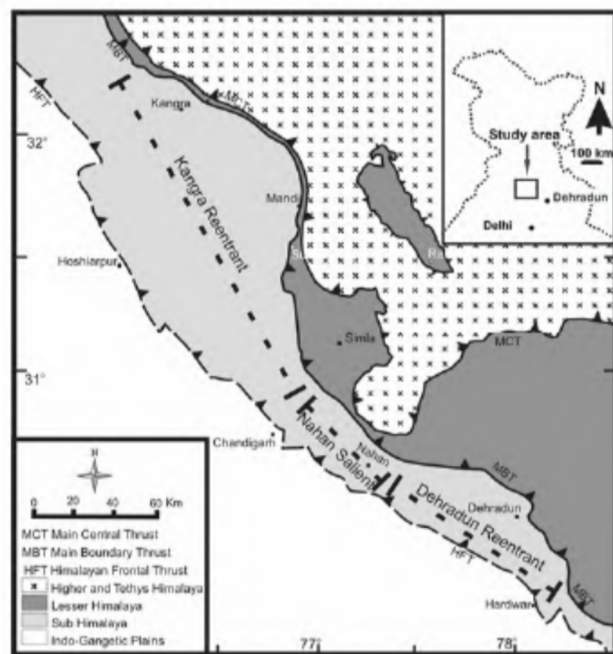 MBT
HFT
Kangra
MCT
N
Study area
100 km
Dehradun
Delhi
32°
Kangra Reentrant
Mandi
Hoshiarpur
Simla
MCT
31°
Chandigarh
Nahan Salient
Nahan
MBT
Dehradun
Dehradun Reentrant
HFT
Hardwar
MBT
0 20 40 60 Km
MCT Main Central Thrust
MBT Main Boundary Thrust
HFT Himalayan Frontal Thrust
Higher and Tethys Himalaya
Lesser Himalaya
Sub Himalaya
Indo-Gangetic Plains
77
78